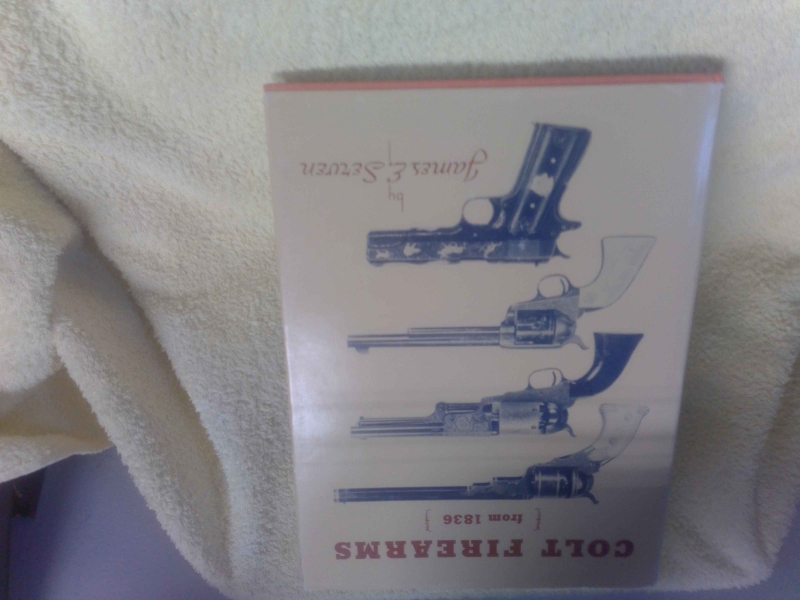 COLT FIREARMS
from 1836
by
James E. Serven